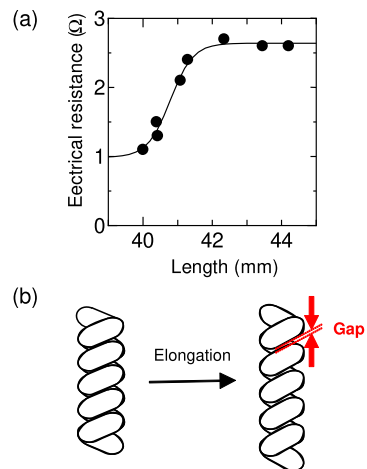 (a)
Eectrical resistance (Ω)
3
2
1
0
40 42 44
Length (mm)
(b)
Elongation
Gap